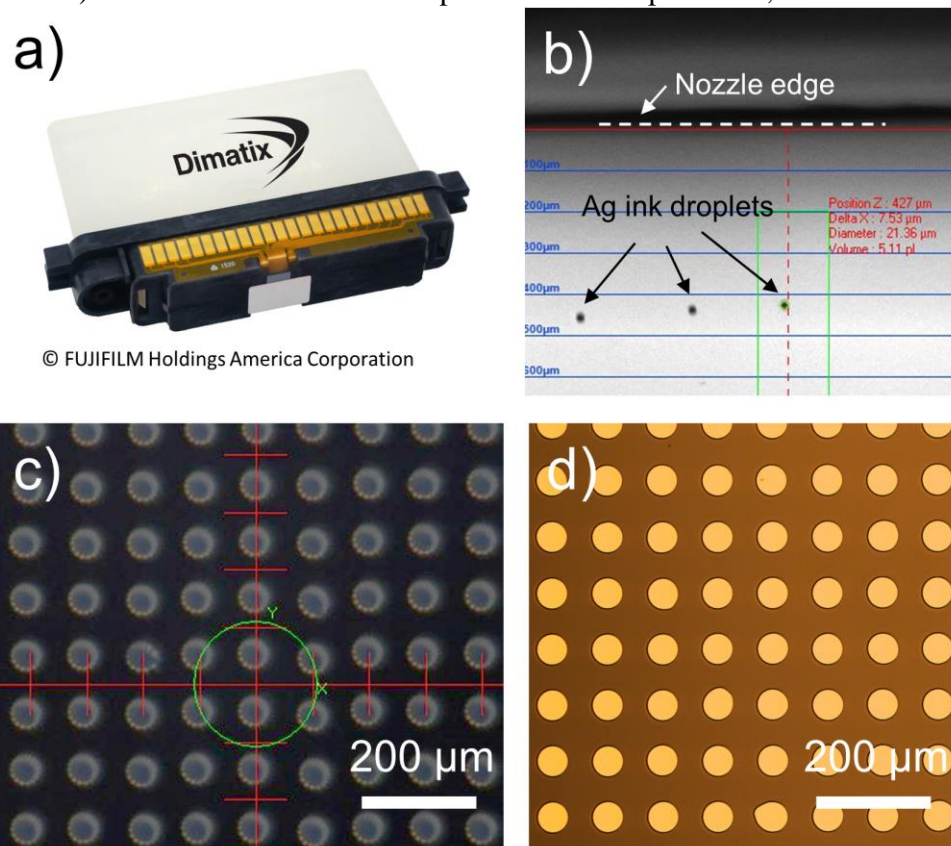 a)
Dimatix
1520
© FUJIFILM Holdings America Corporation
b)
Nozzle edge
100µm
200µm
Ag ink droplets
Position Z : 427 µm
Delta X : 7.53 µm
Diameter : 21.36 µm
Volume : 5.11 pl
300µm
400µm
500µm
600µm
c)
Y
X
200 µm
d)
200 µm